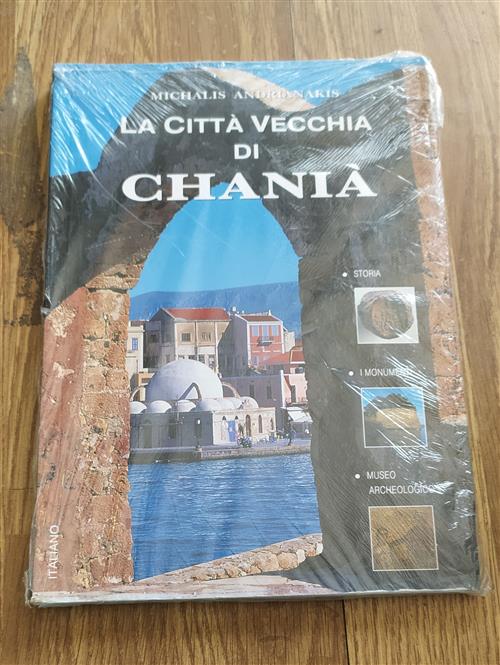 MICHALIS ANDRIANAKIS
LA CITTÀ VECCHIA
DI
CHANIÀ
• STORIA
• I MONUMENTI
• MUSEO
ARCHEOLOGICO
ITALIANO